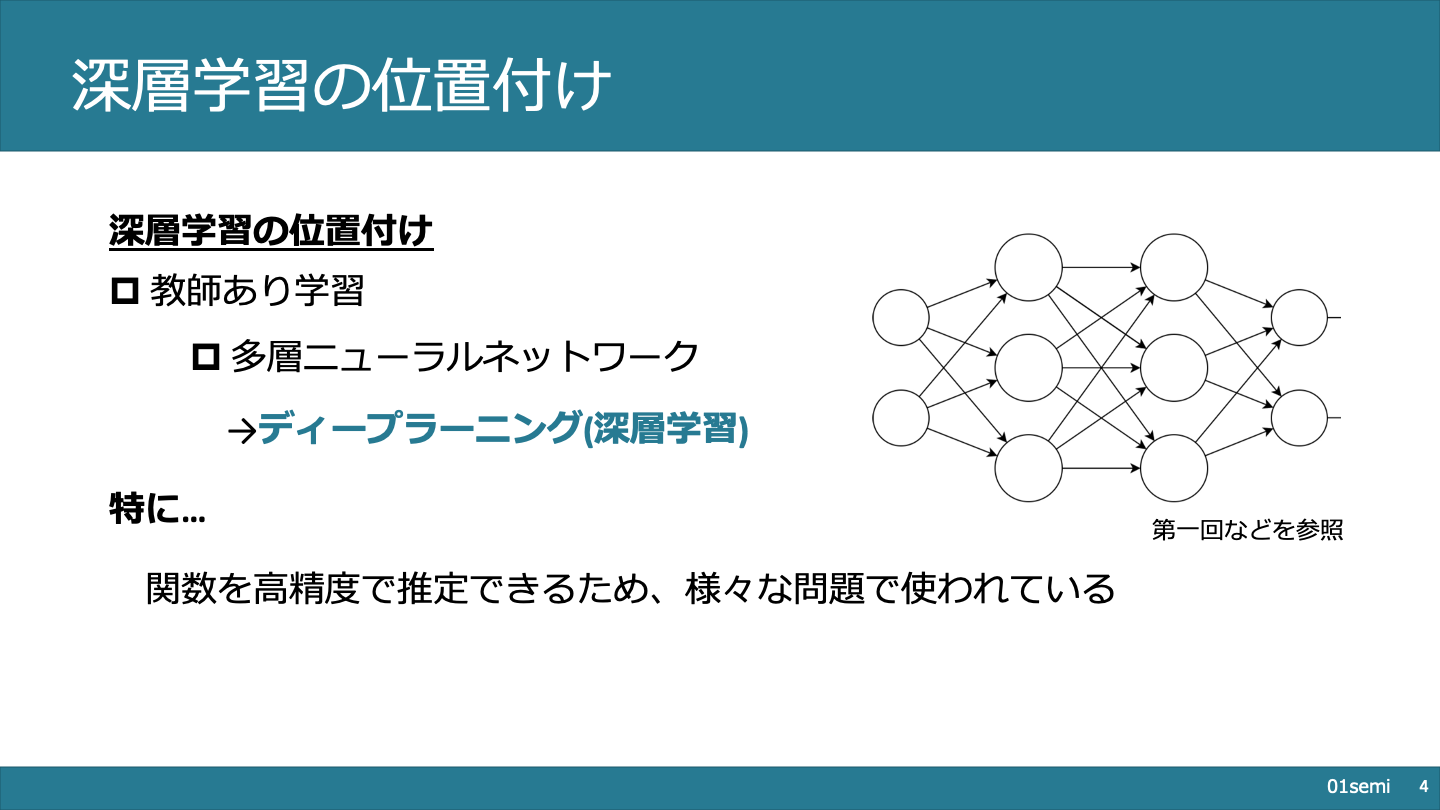 深層学習の位置付け
深層学習の位置付け
教師あり学習
多層ニューラルネットワーク
→ディープラーニング(深層学習)
特に…
第一回などを参照
関数を高精度で推定できるため、様々な問題で使われている
01semi 4